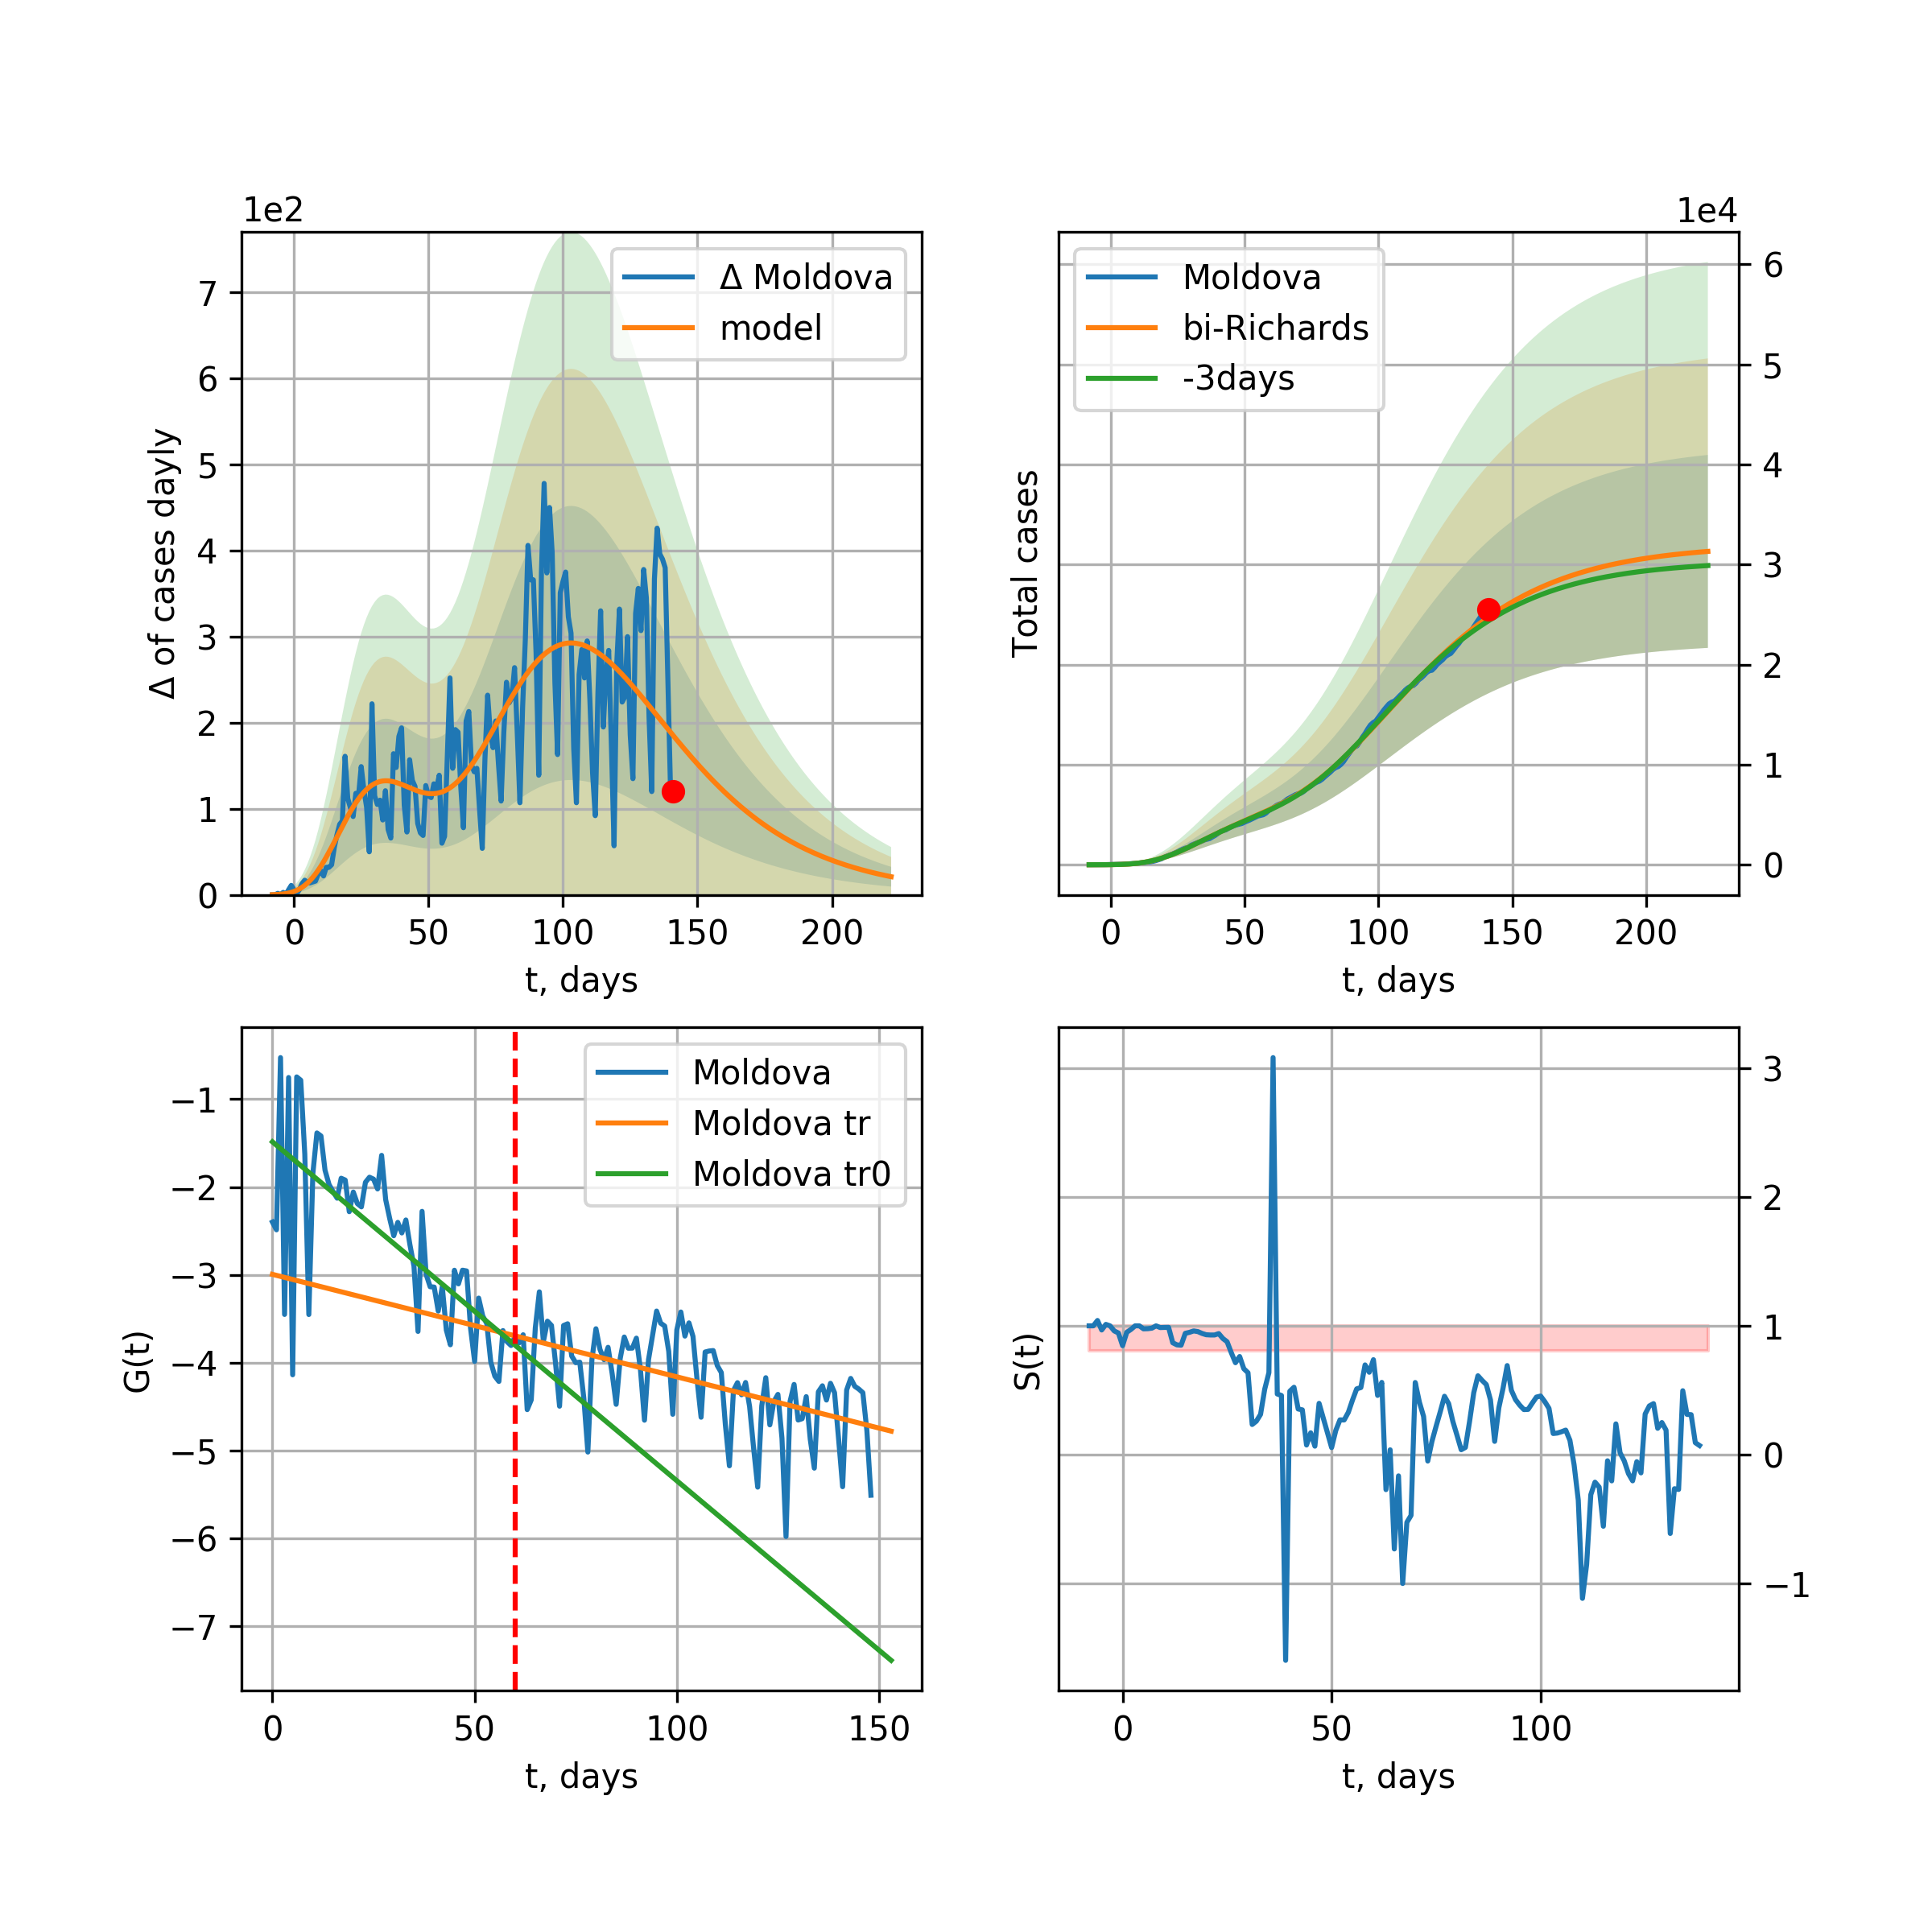 1e2
Δ of cases dayly
7
6
5
4
3
2
1
0
Δ Moldova
model
0 50 100 150 200
t, days
1e4
Total cases
Moldova
bi-Richards
-3days
6
5
4
3
2
1
0
0 50 100 150 200
t, days
G(t)
−1
−2
−3
−4
−5
−6
−7
Moldova
Moldova tr
Moldova tr0
0 50 100 150
t, days
S(t)
3
2
1
0
−1
0 50 100
t, days